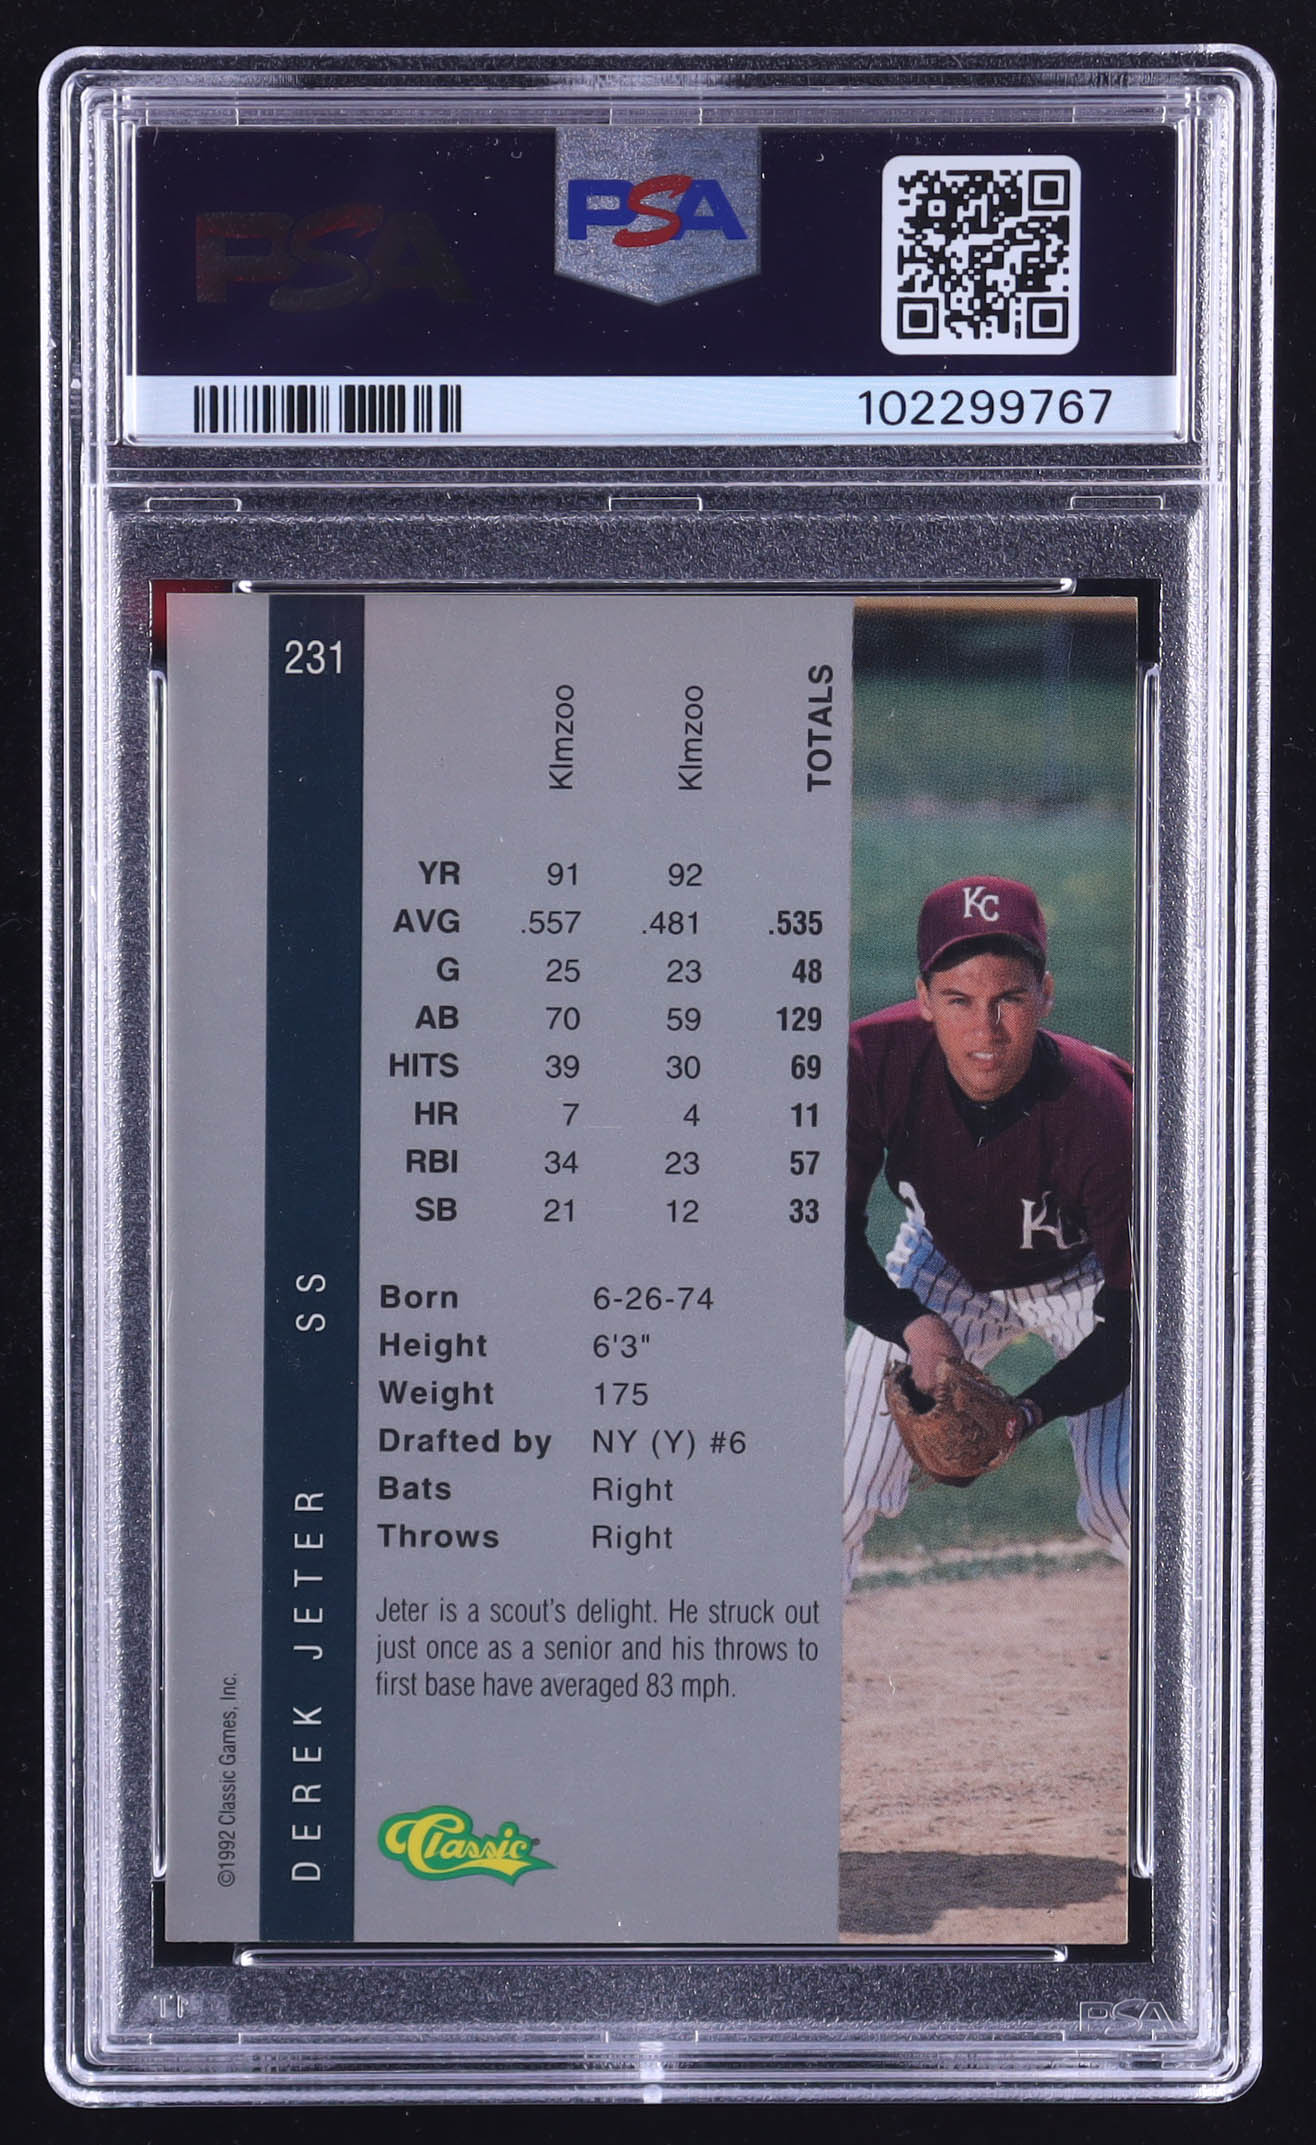 PSA
PSA
102299767
231
Klmzoo Klmzoo TOTALS
YR 91 92
AVG .557 .481 .535
G 25 23 48
AB 70 59 129
HITS 39 30 69
HR 7 4 11
RBI 34 23 57
SB 21 12 33
Born 6-26-74
Height 6'3"
Weight 175
Drafted by NY (Y) #6
Bats Right
Throws Right
Jeter is a scout's delight. He struck out
just once as a senior and his throws to
first base have averaged 83 mph.
DEREK JETER SS
©1992 Classic Games, Inc.
Classic
KC
KC
PSA